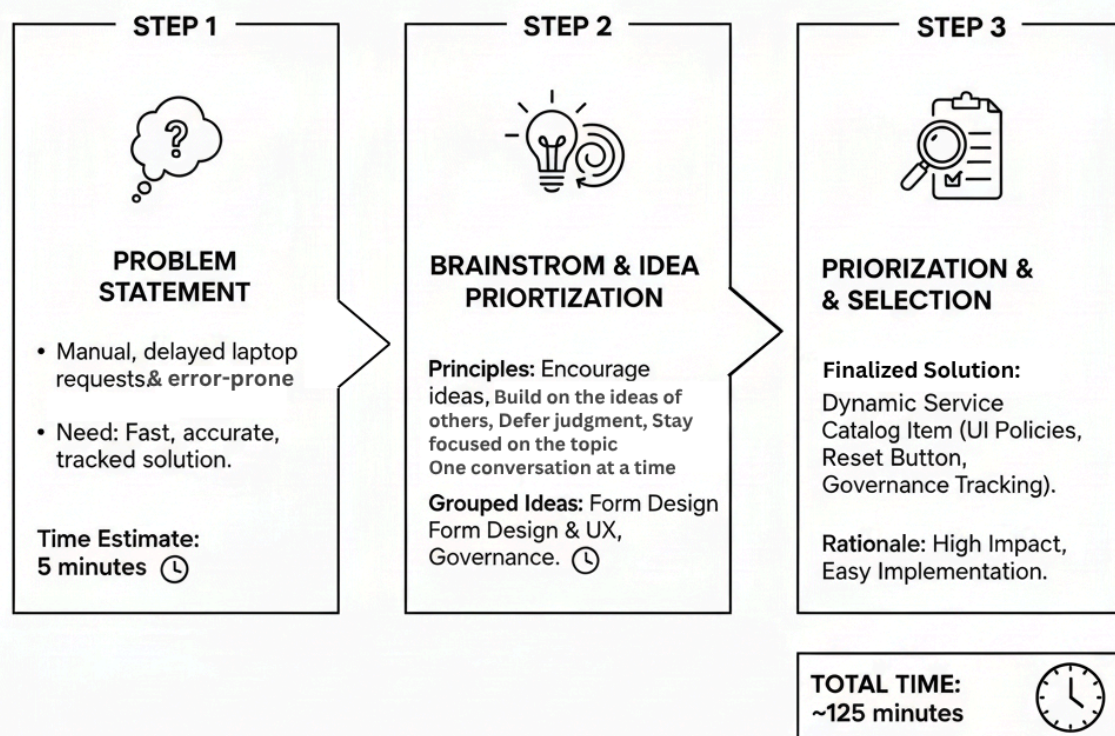 STEP 1
PROBLEM
STATEMENT
• Manual, delayed laptop
requests& error-prone
• Need: Fast, accurate,
tracked solution.
Time Estimate:
5 minutes
STEP 2
BRAINSTROM & IDEA
PRIORTIZATION
Principles: Encourage
ideas, Build on the ideas of
others, Defer judgment, Stay
focused on the topic
One conversation at a time
Grouped Ideas: Form Design
Form Design & UX,
Governance.
STEP 3
PRIORIZATION &
& SELECTION
Finalized Solution:
Dynamic Service
Catalog Item (UI Policies,
Reset Button,
Governance Tracking).
Rationale: High Impact,
Easy Implementation.
TOTAL TIME:
~125 minutes